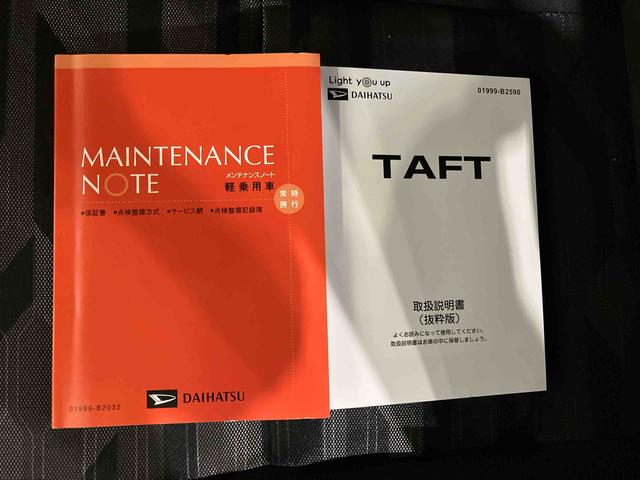 MAINTENANCE
NOTE
メンテナンスノート
軽乗用車
常時
携行
●保証書 ●点検整備方式 ●サービス網 ●点検整備記録簿
01989-B2032
DAIHATSU
Light you up
DAIHATSU
01999-B2590
TAFT
取扱説明書
（抜粋版）
よくお読みになって使用してください。
取扱説明書はお車の中に保管しましょう。